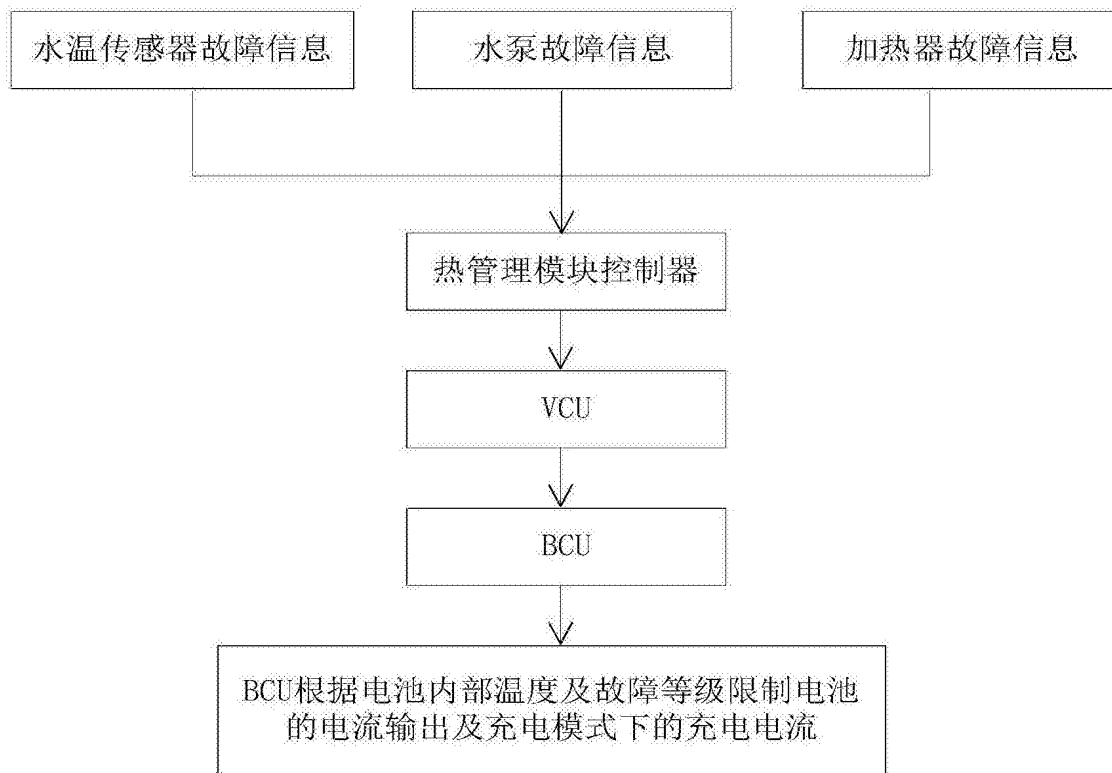 水温传感器故障信息
水泵故障信息
加热器故障信息
热管理模块控制器
VCU
BCU
BCU根据电池内部温度及故障等级限制电池
的电流输出及充电模式下的充电电流